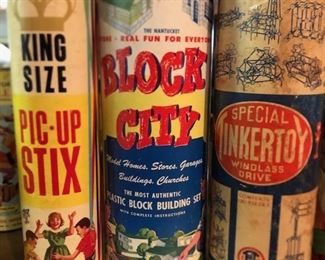 KING
SIZE
PIC-UP
STIX
THE NANTUCKET
REAL FUN FOR EVERYONE
BLOCK
CITY
Model Homes, Stores, Garages,
Buildings, Churches
THE MOST AUTHENTIC
PLASTIC BLOCK BUILDING SET
WITH COMPLETE INSTRUCTIONS
SPECIAL
TINKERTOY
WINDLASS
DRIVE
CONTENTS